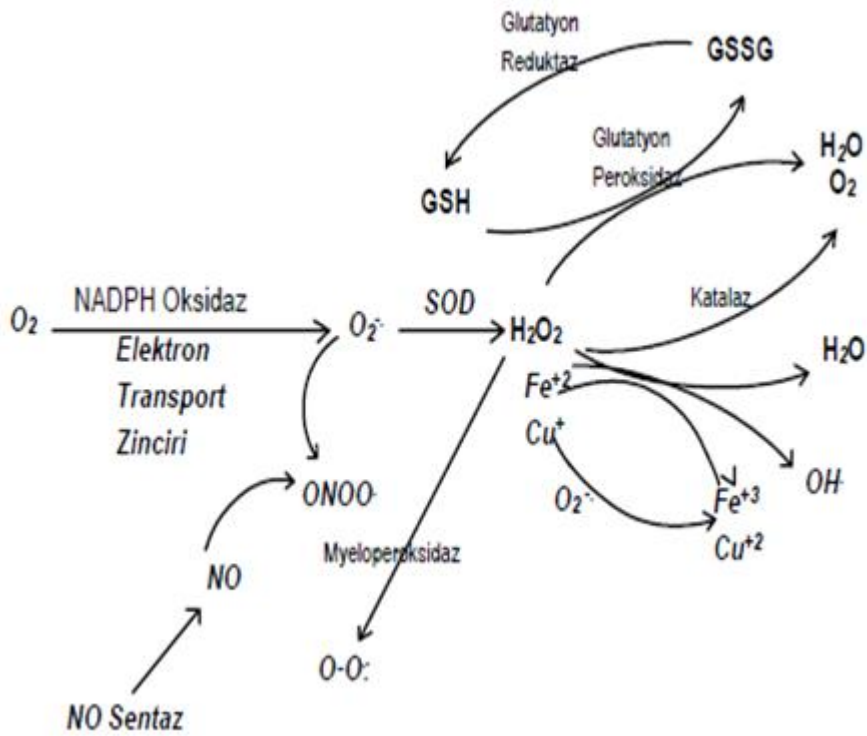 Glutatyon
Reduktaz
GSSG
Glutatyon
Peroksidaz
H₂O
O₂
GSH
NADPH Oksidaz
O₂
Elektron
Transport
Zinciri
O₂⁻·
SOD
H₂O₂
Katalaz
H₂O
Fe⁺²
Cu⁺
O₂⁻·
Fe⁺³
Cu⁺²
OH·
ONOO·
NO
Myeloperoksidaz
O-O:
NO Sentaz